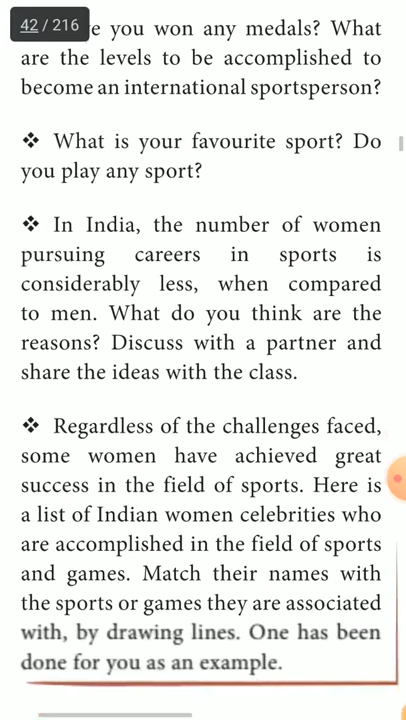 42 / 216
e you won any medals? What
are the levels to be accomplished to
become an international sportsperson?
❖ What is your favourite sport? Do
you play any sport?
❖ In India, the number of women
pursuing careers in sports is
considerably less, when compared
to men. What do you think are the
reasons? Discuss with a partner and
share the ideas with the class.
❖ Regardless of the challenges faced,
some women have achieved great
success in the field of sports. Here is
a list of Indian women celebrities who
are accomplished in the field of sports
and games. Match their names with
the sports or games they are associated
with, by drawing lines. One has been
done for you as an example.